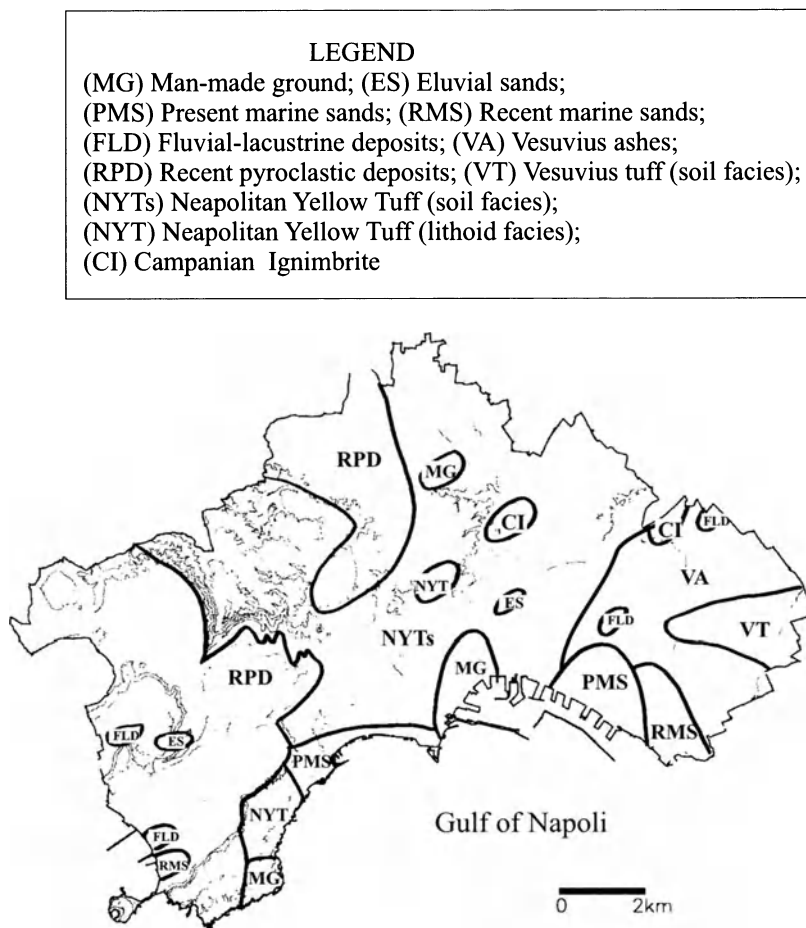 LEGEND
(MG) Man-made ground; (ES) Eluvial sands;
(PMS) Present marine sands; (RMS) Recent marine sands;
(FLD) Fluvial-lacustrine deposits; (VA) Vesuvius ashes;
(RPD) Recent pyroclastic deposits; (VT) Vesuvius tuff (soil facies);
(NYTs) Neapolitan Yellow Tuff (soil facies);
(NYT) Neapolitan Yellow Tuff (lithoid facies);
(CI) Campanian Ignimbrite
RPD
MG
CI
CI
FLD
NYT
VA
ES
FLD
VT
NYTs
RPD
MG
PMS
RMS
FLD
ES
PMS
NYT
Gulf of Napoli
FLD
RMS
MG
0 2km